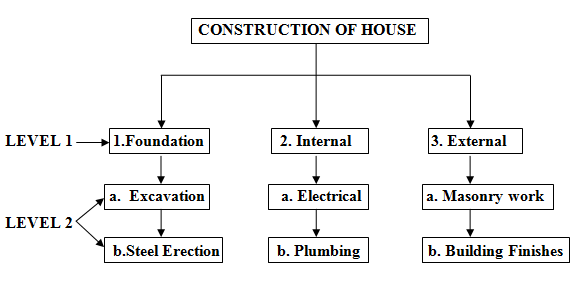 CONSTRUCTION OF HOUSE
LEVEL 1
1.Foundation
2. Internal
3. External
LEVEL 2
a. Excavation
a. Electrical
a. Masonry work
b.Steel Erection
b. Plumbing
b. Building Finishes